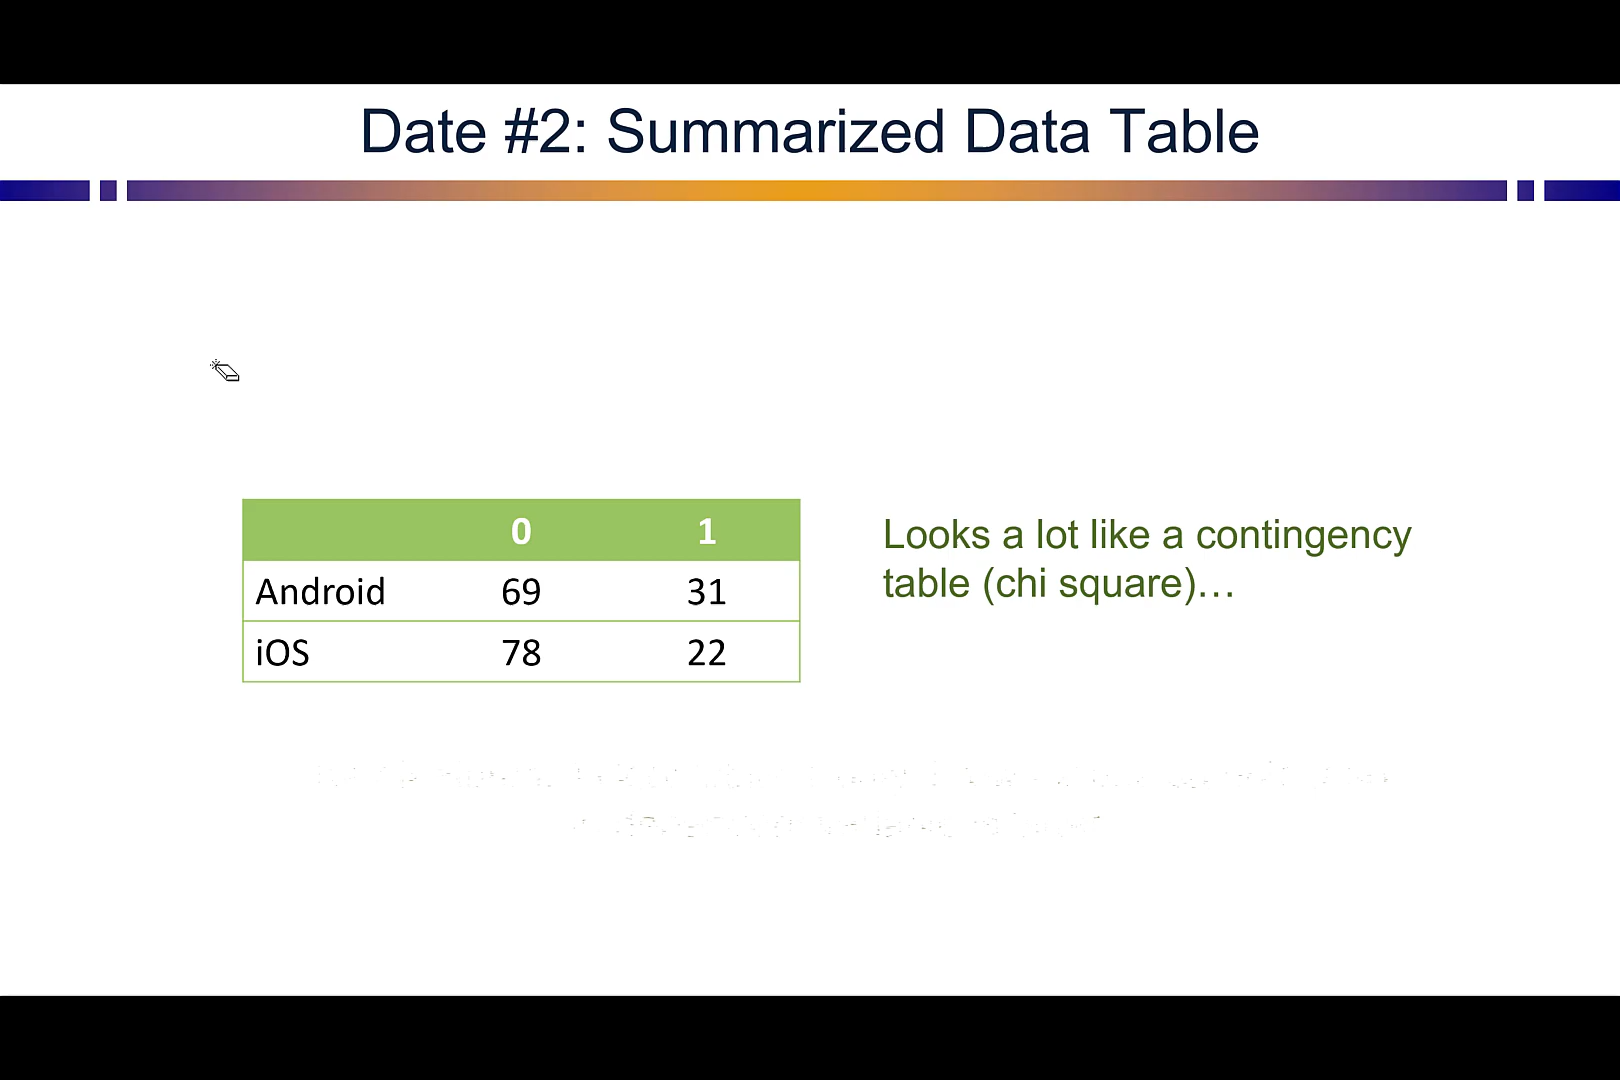 Date #2: Summarized Data Table
0 1
Android 69 31
iOS 78 22
Looks a lot like a contingency
table (chi square)…